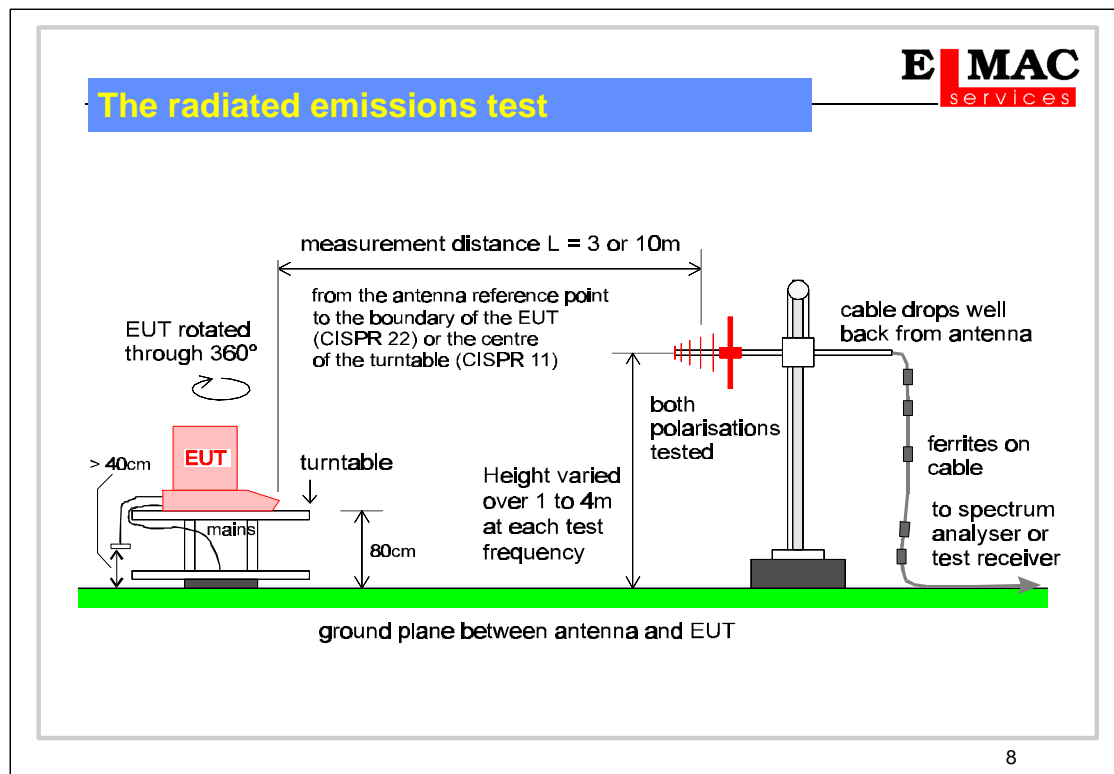 E MAC
services
The radiated emissions test
measurement distance L = 3 or 10m
from the antenna reference point
to the boundary of the EUT
(CISPR 22) or the centre
of the turntable (CISPR 11)
EUT rotated
through 360°
cable drops well
back from antenna
both
polarisations
tested
ferrites on
cable
> 40cm
EUT
turntable
Height varied
over 1 to 4m
at each test
frequency
mains
80cm
to spectrum
analyser or
test receiver
ground plane between antenna and EUT
8